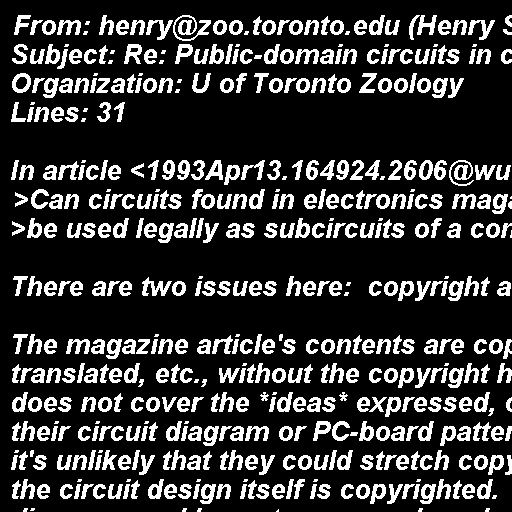 From: henry@zoo.toronto.edu (Henry S
Subject: Re: Public-domain circuits in c
Organization: U of Toronto Zoology
Lines: 31
In article <1993Apr13.164924.2606@wu
>Can circuits found in electronics maga
>be used legally as subcircuits of a con
There are two issues here:  copyright a
The magazine article's contents are cop
translated, etc., without the copyright h
does not cover the *ideas* expressed, o
their circuit diagram or PC-board patter
it's unlikely that they could stretch copy
the circuit design itself is copyrighted.